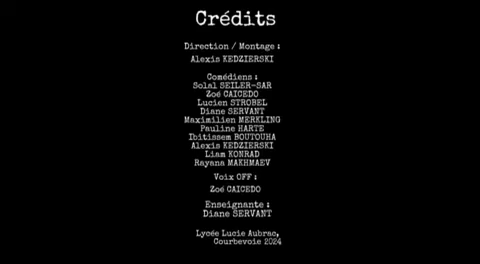 Crédits
Direction / Montage :
Alexis KEDZIERSKI
Comédiens :
Solal SEILER-SAR
Zoé CAICEDO
Lucien STROBEL
Diane SERVANT
Maximilien MERKLING
Pauline HARTE
Ibitissem BOUTOUHA
Alexis KEDZIERSKI
Liam KONRAD
Rayana MAKHMAEV
Voix OFF :
Zoé CAICEDO
Enseignante :
Diane SERVANT
Lycée Lucie Aubrac,
Courbevoie 2024